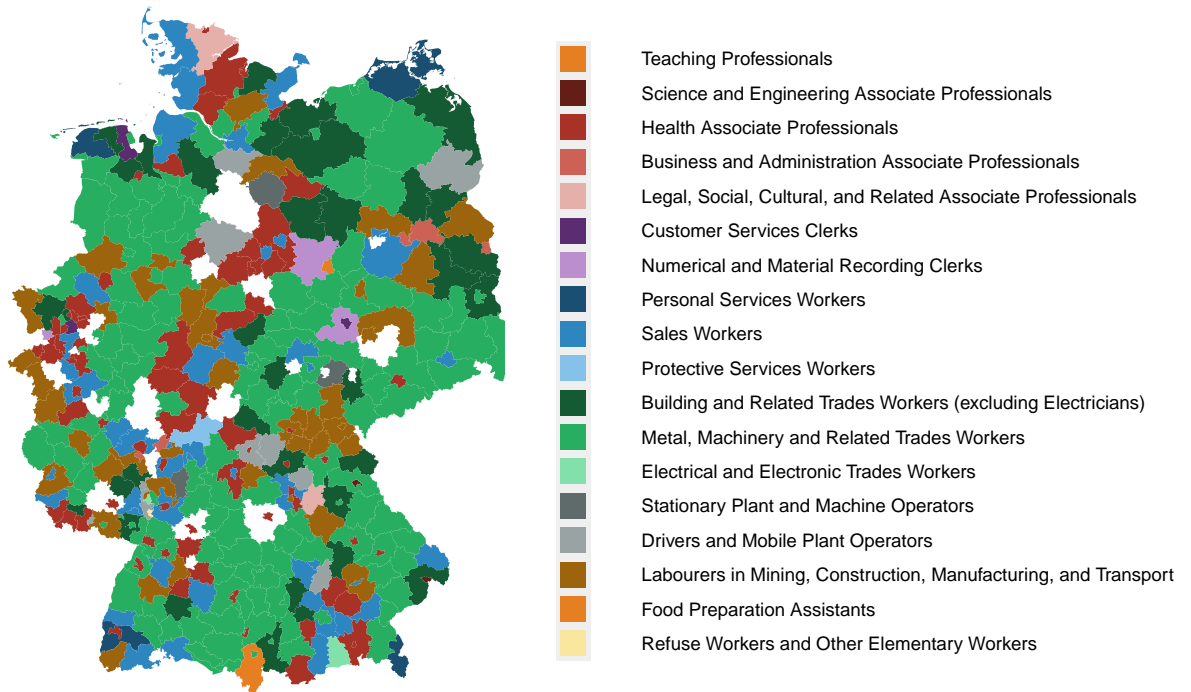 Teaching Professionals
Science and Engineering Associate Professionals
Health Associate Professionals
Business and Administration Associate Professionals
Legal, Social, Cultural, and Related Associate Professionals
Customer Services Clerks
Numerical and Material Recording Clerks
Personal Services Workers
Sales Workers
Protective Services Workers
Building and Related Trades Workers (excluding Electricians)
Metal, Machinery and Related Trades Workers
Electrical and Electronic Trades Workers
Stationary Plant and Machine Operators
Drivers and Mobile Plant Operators
Labourers in Mining, Construction, Manufacturing, and Transport
Food Preparation Assistants
Refuse Workers and Other Elementary Workers